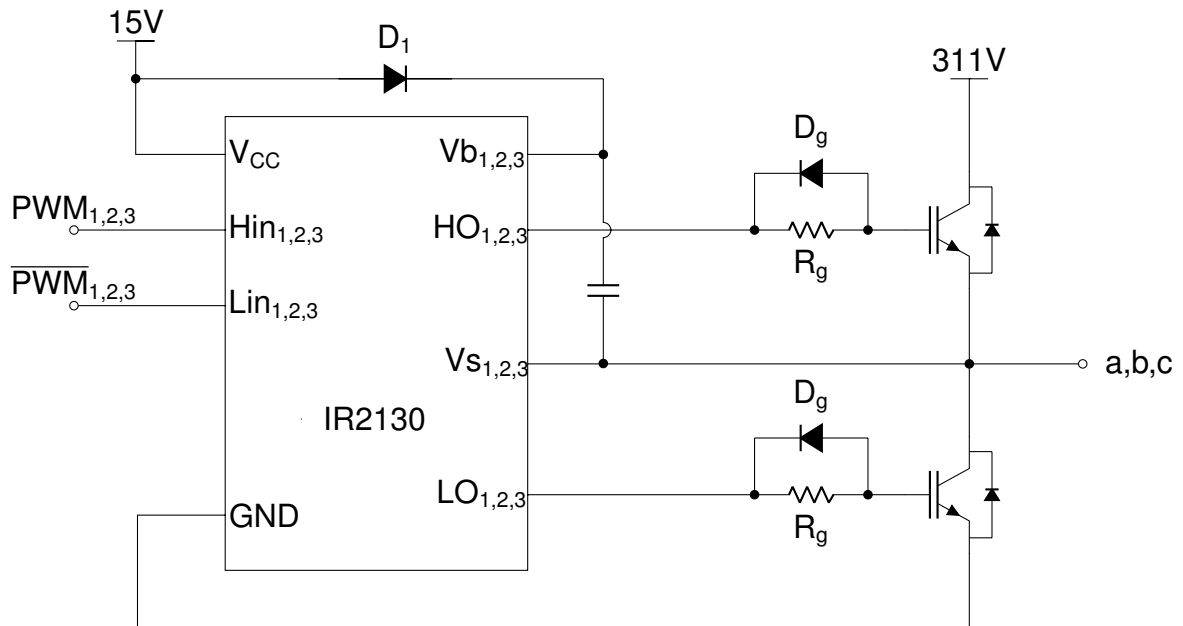 15V
D1
311V
VCC
Vb1,2,3
Dg
PWM1,2,3
Hin1,2,3
HO1,2,3
Rg
PWM1,2,3
Lin1,2,3
Vs1,2,3
a,b,c
Dg
IR2130
LO1,2,3
GND
Rg